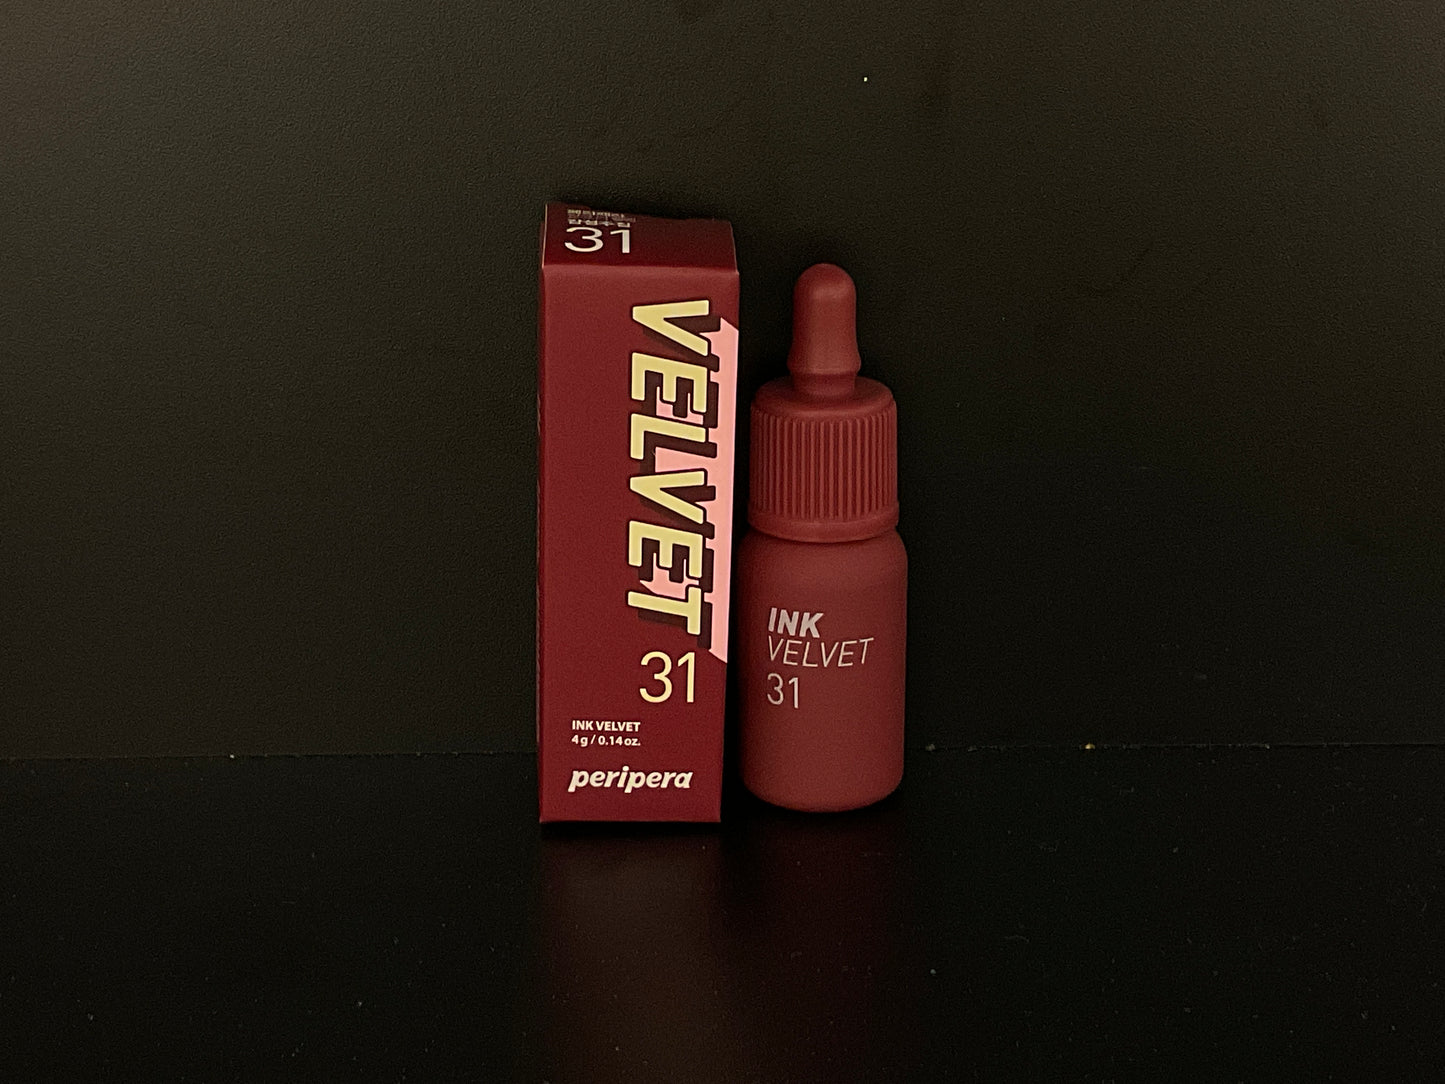 31
VELVET
31
INK VELVET
4g / 0.14oz.
peripera
INK
VELVET
31